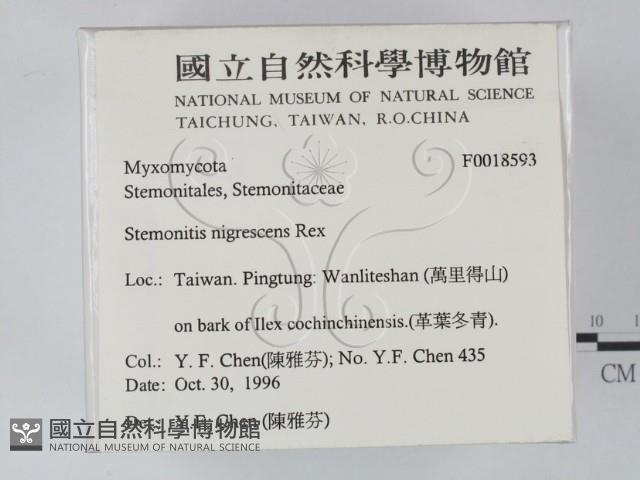 國立自然科學博物館
NATIONAL MUSEUM OF NATURAL SCIENCE
TAICHUNG, TAIWAN, R.O.CHINA
Myxomycota F0018593
Stemonitales, Stemonitaceae
Stemonitis nigrescens Rex
Loc.: Taiwan. Pingtung: Wanliteshan (萬里得山)
on bark of Ilex cochinchinensis.(革葉冬青).
Col.: Y. F. Chen(陳雅芬); No. Y.F. Chen 435
Date: Oct. 30, 1996
Det.: Y.F. Chen (陳雅芬)
國立自然科學博物館
NATIONAL MUSEUM OF NATURAL SCIENCE
10
CM